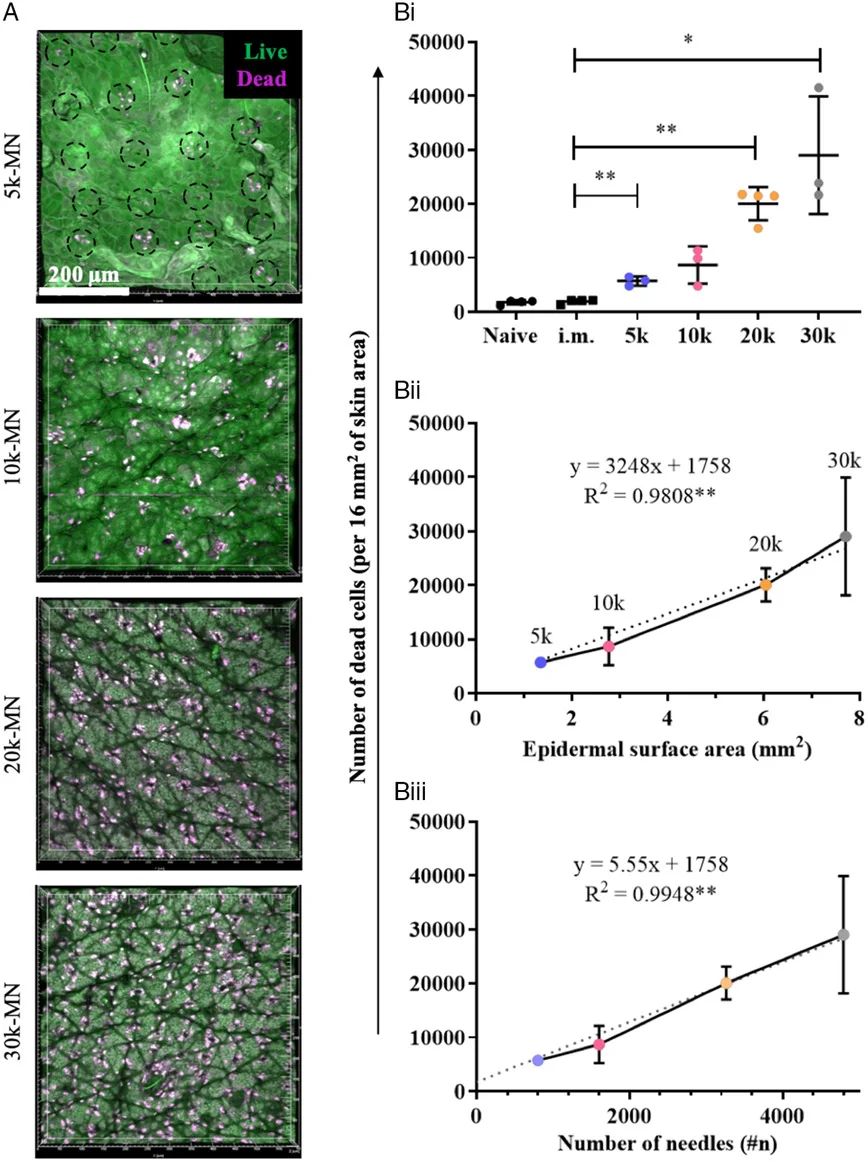 A
Live
Dead
5k-MN
200 µm
10k-MN
20k-MN
30k-MN
Number of dead cells (per 16 mm² of skin area)
Bi
50000
40000
30000
20000
10000
0
*
**
**
Naive i.m. 5k 10k 20k 30k
Bii
50000
40000
30000
20000
10000
0
y = 3248x + 1758
R² = 0.9808**
5k
10k
20k
30k
0 2 4 6 8
Epidermal surface area (mm²)
Biii
50000
40000
30000
20000
10000
0
y = 5.55x + 1758
R² = 0.9948**
0 2000 4000
Number of needles (#n)